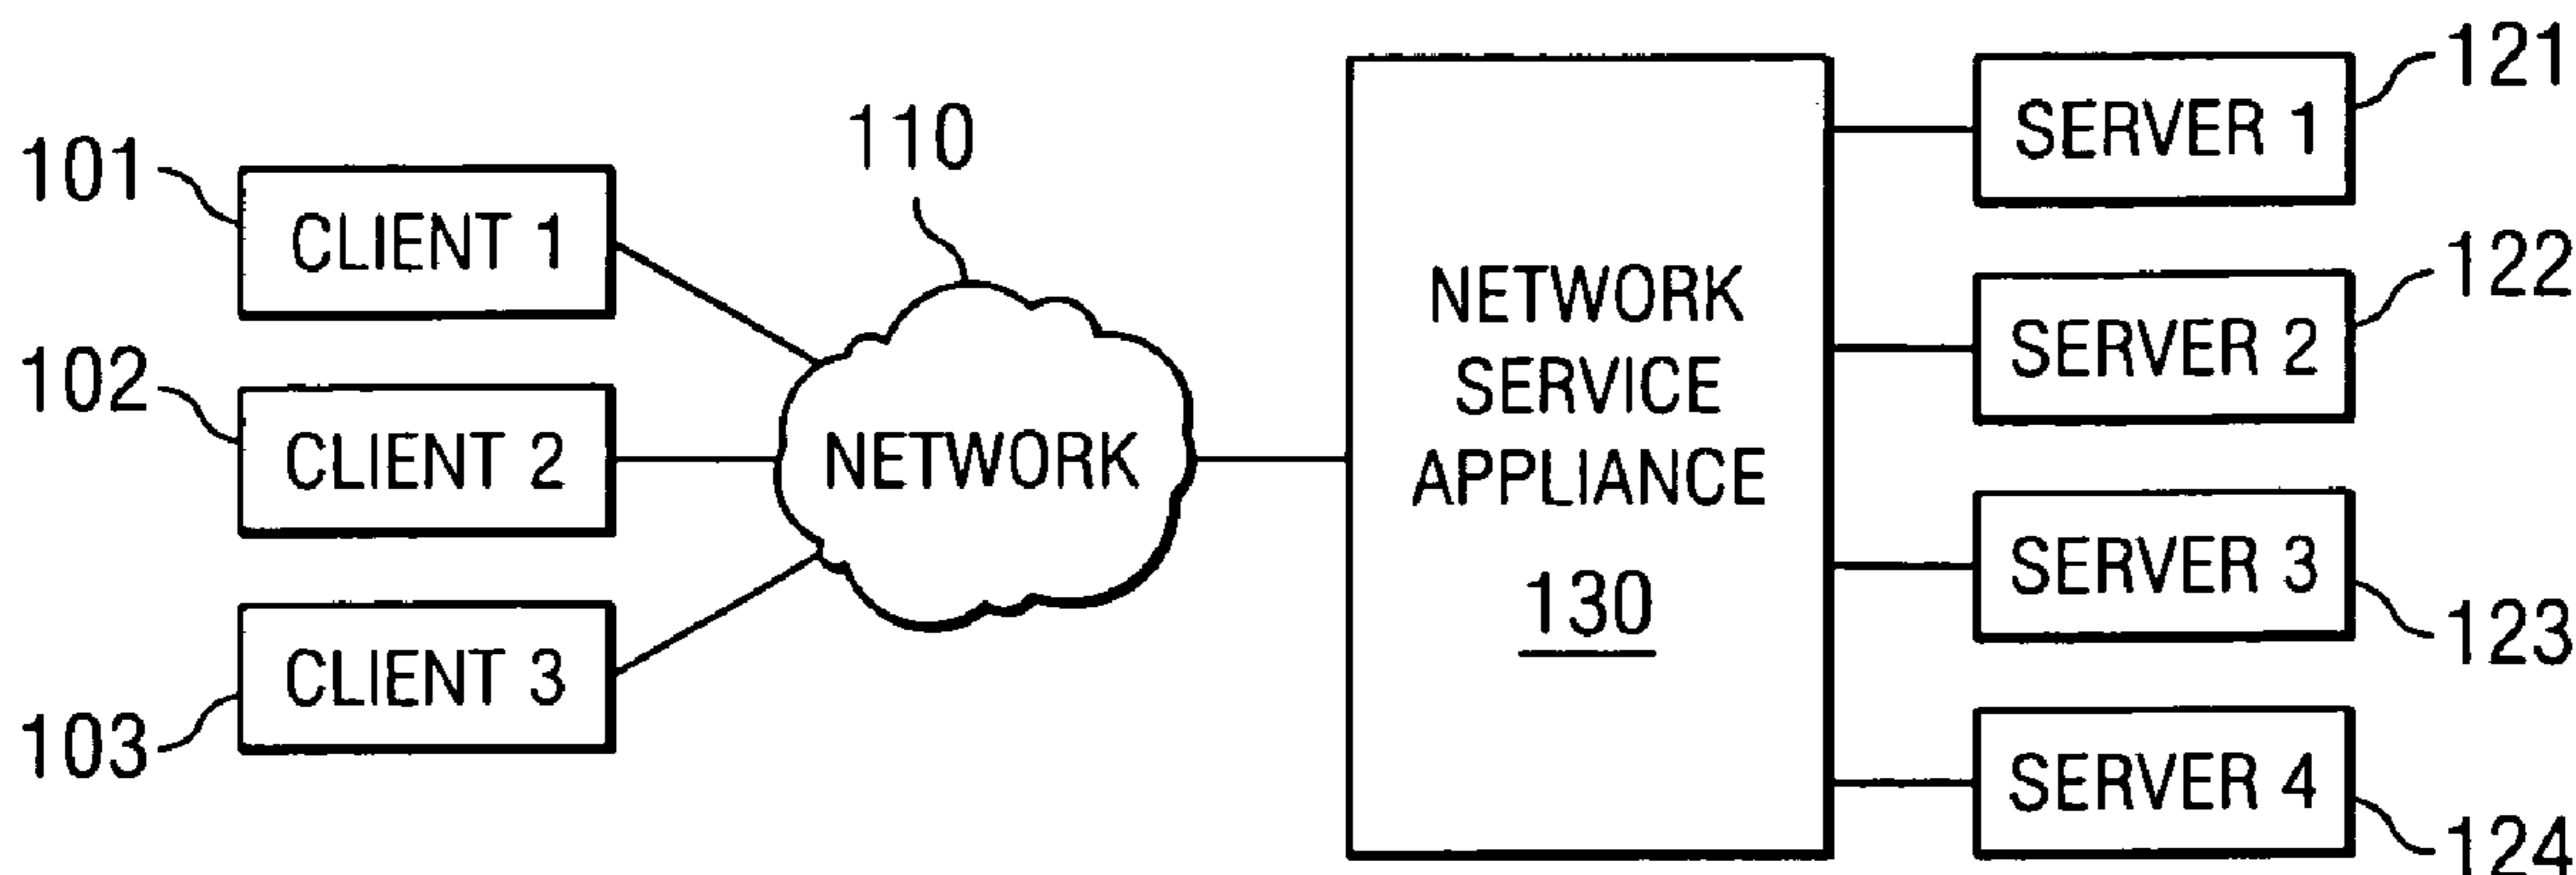 101
CLIENT 1
102
CLIENT 2
103
CLIENT 3
110
NETWORK
NETWORK
SERVICE
APPLIANCE
130
SERVER 1
121
SERVER 2
122
SERVER 3
123
SERVER 4
124